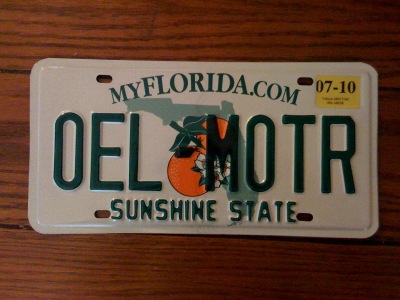 MYFLORIDA.COM
07-10
OEL MOTR
SUNSHINE STATE